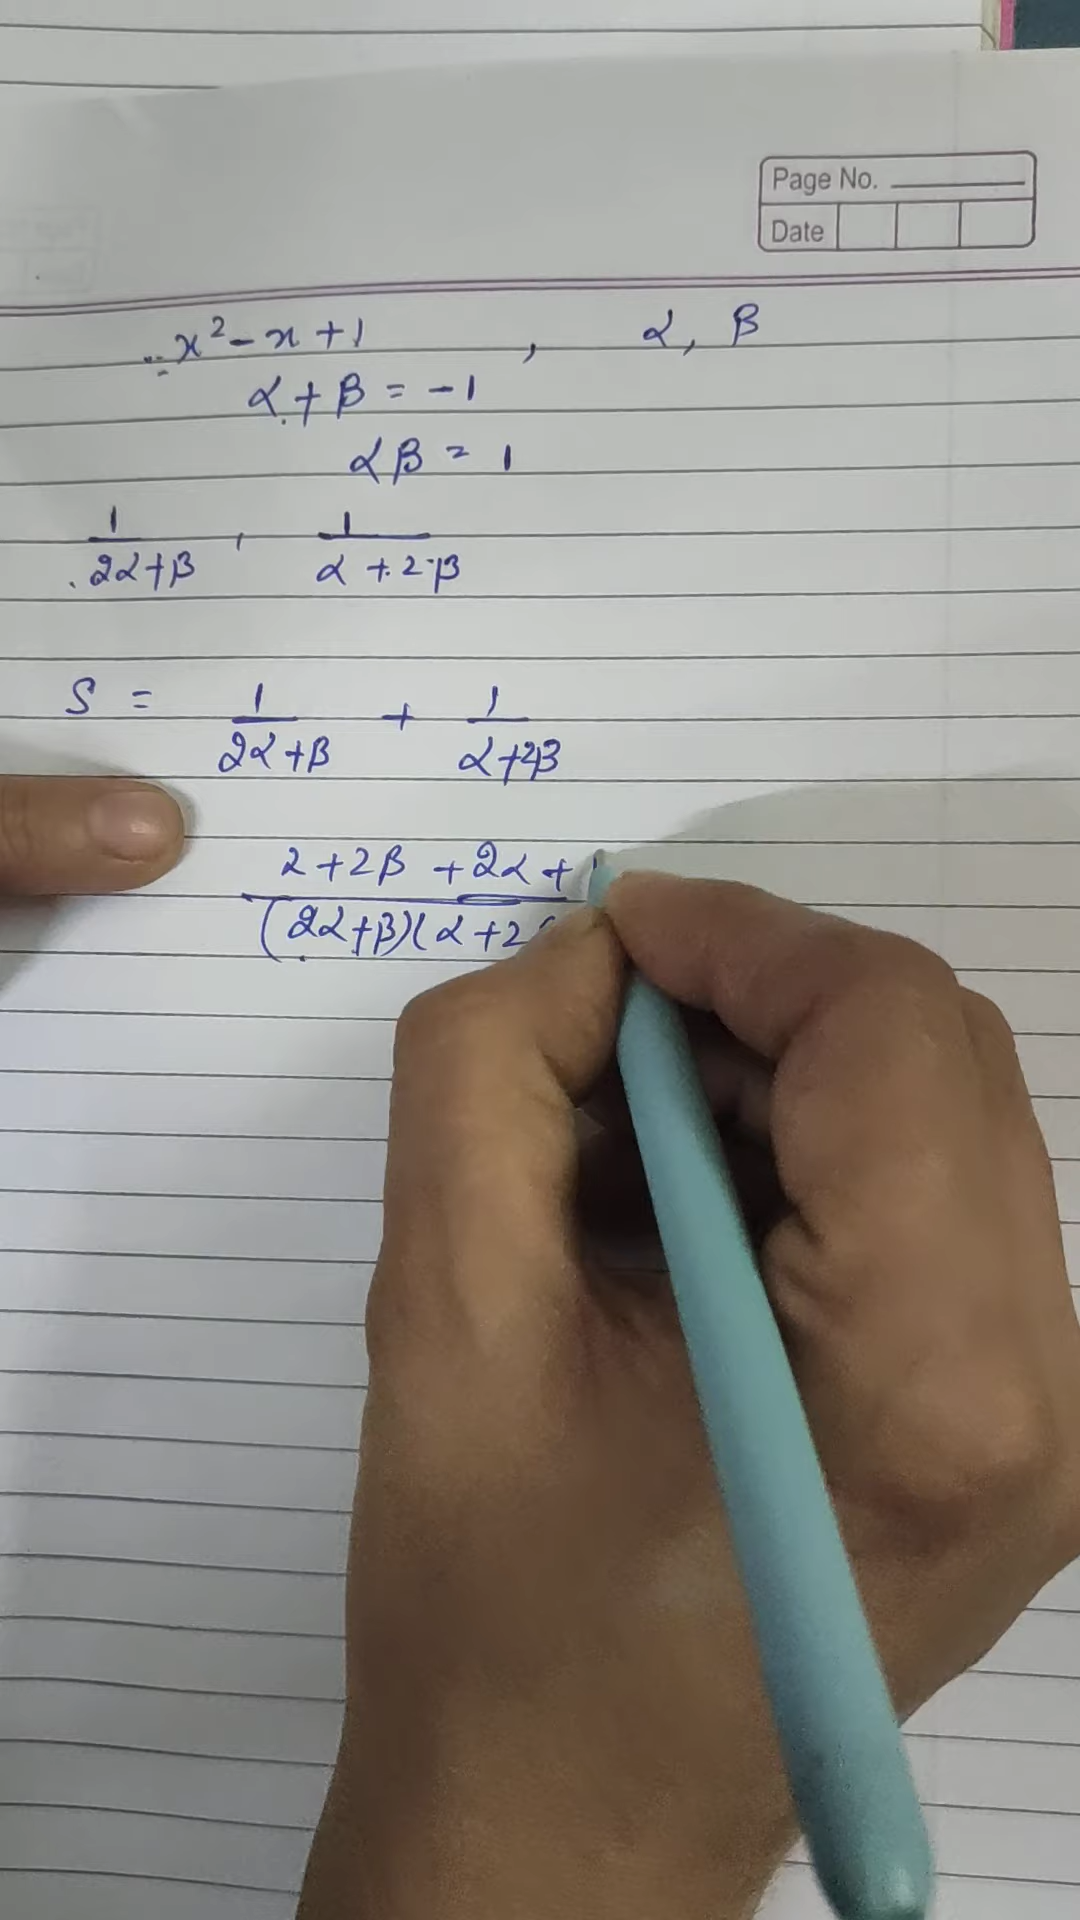 Page No.
Date
x² - x + 1 , α, β
α + β = -1
αβ = 1
1/(2α+β) , 1/(α+2β)
S = 1/(2α+β) + 1/(α+2β)
α+2β+2α+
(2α+β)(α+2